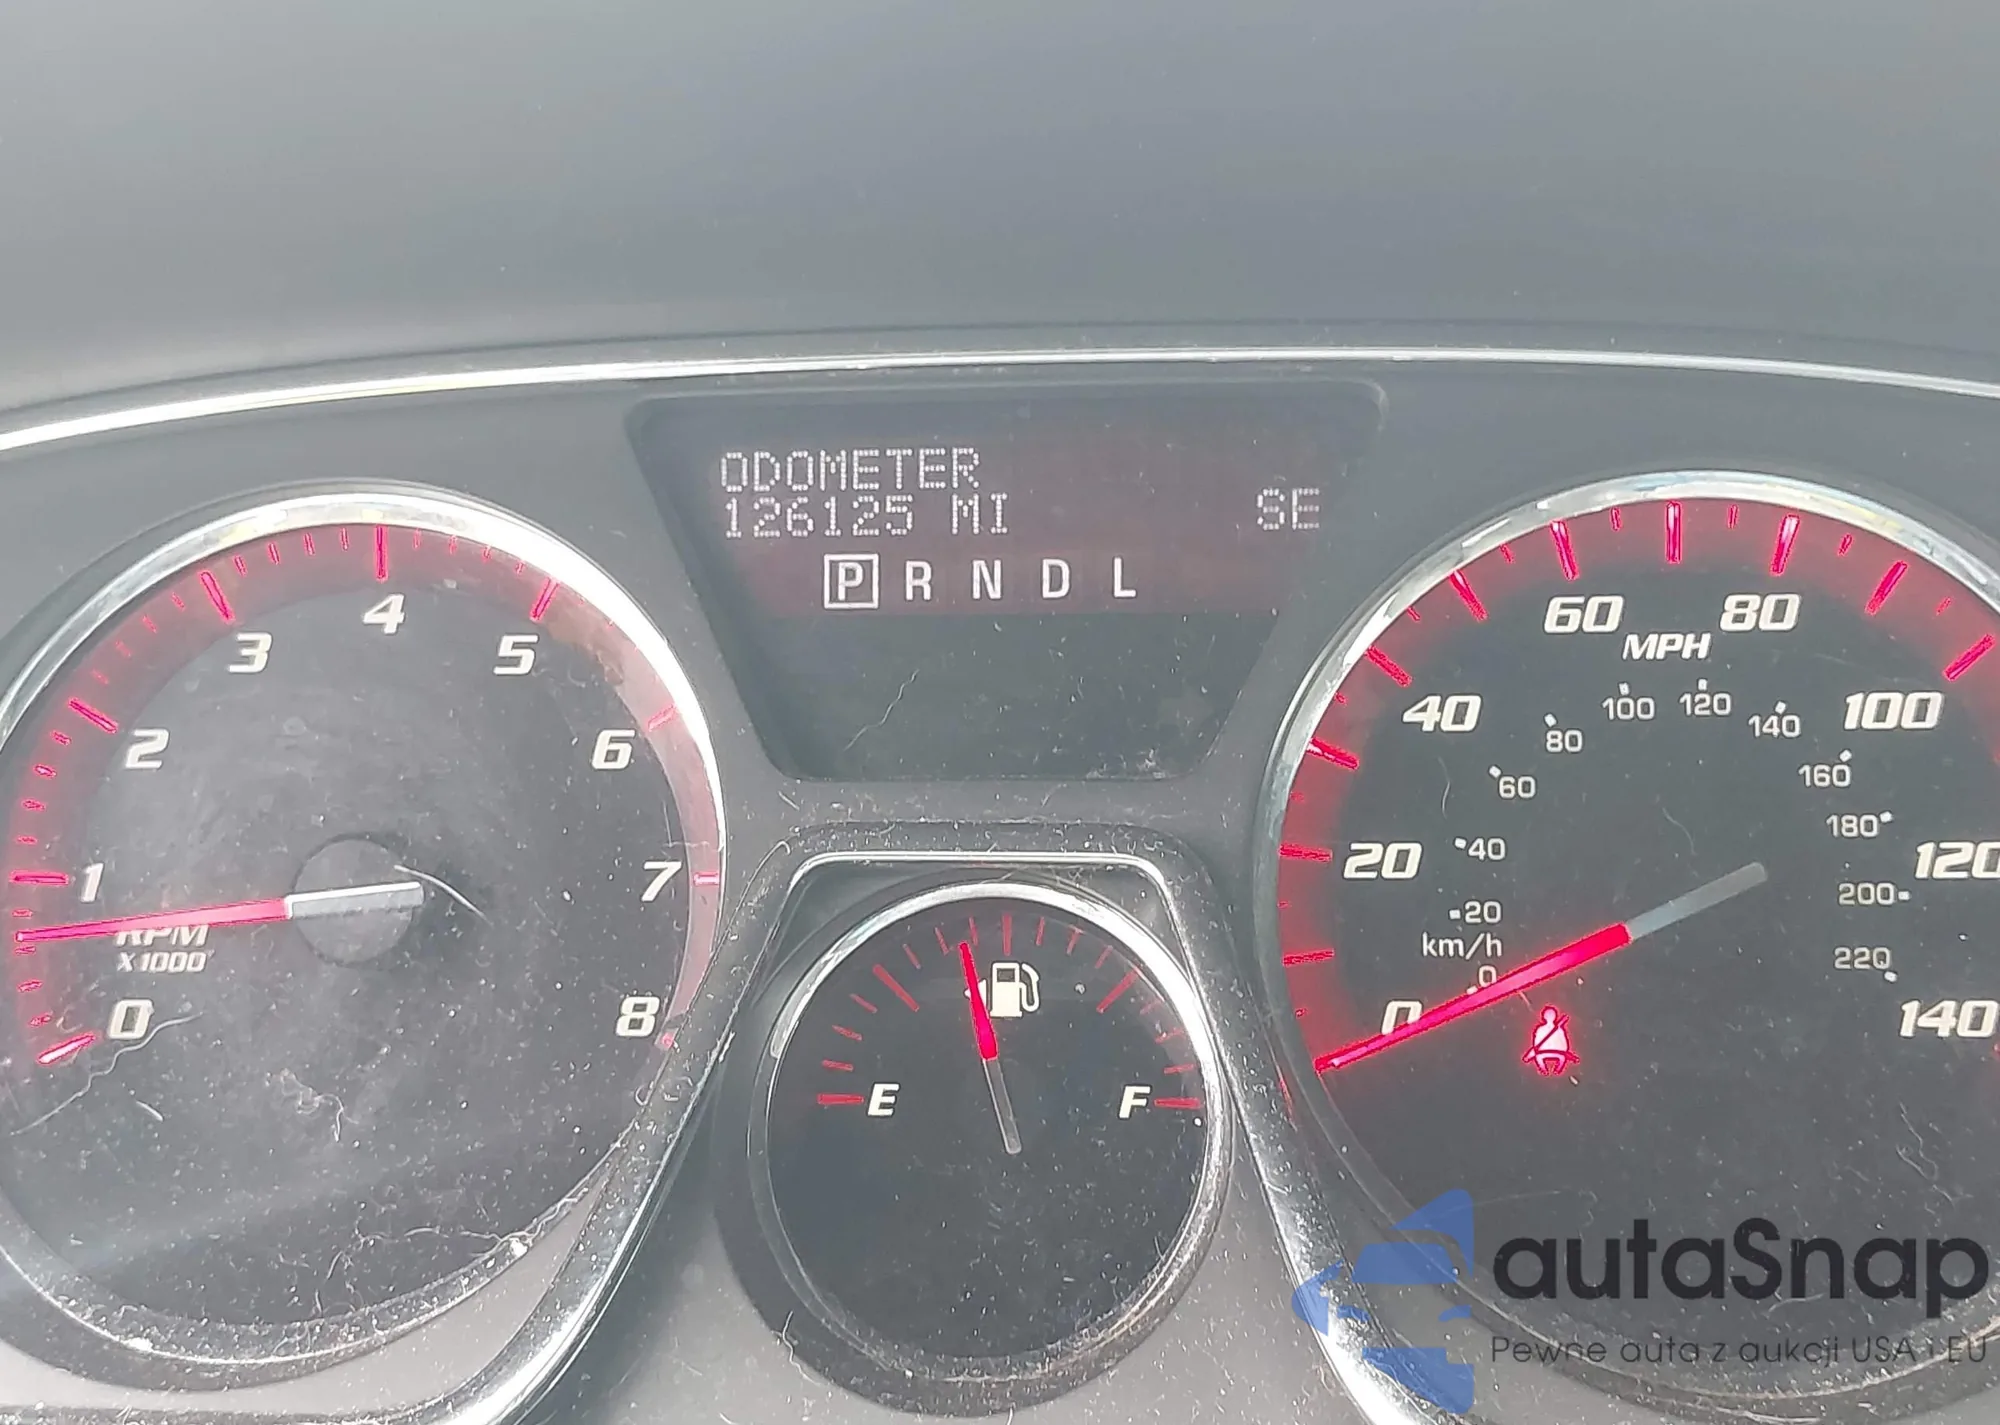 ODOMETER
126125 MI SE
P R N D L
0 1 2 3 4 5 6 7 8
RPM
X1000
E F
0 20 40 60 80 100 120 140
MPH
0 20 40 60 80 100 120 140 160 180 200 220
km/h
autaSnap
Pewne auta z aukcji USA i EU